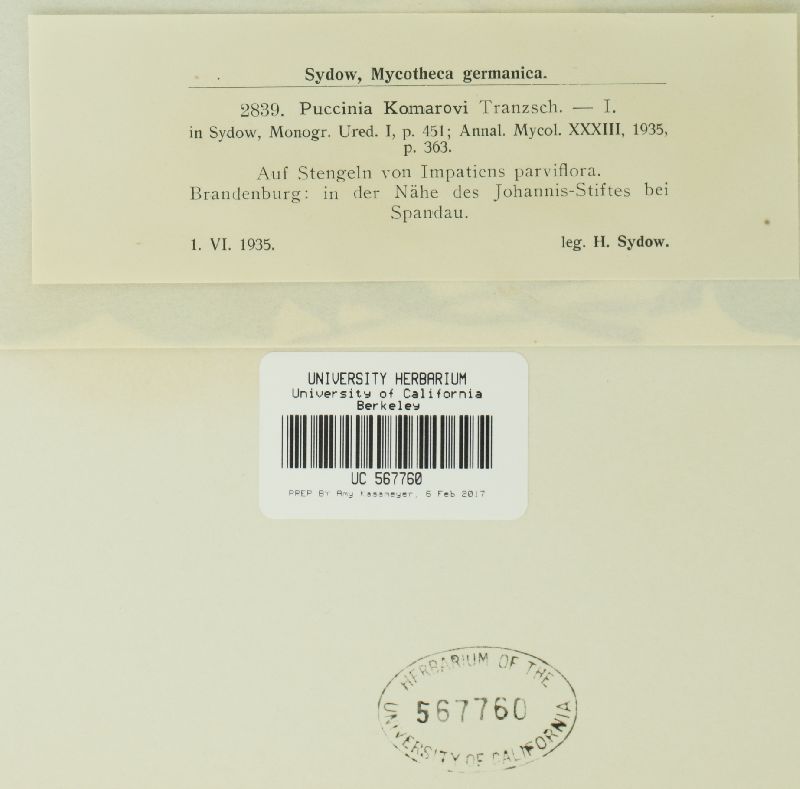 Sydow, Mycotheca germanica.
2839. Puccinia Komarovi Tranzsch. — I.
in Sydow, Monogr. Ured. I, p. 451; Annal. Mycol. XXXIII, 1935,
p. 363.
Auf Stengeln von Impatiens parviflora.
Brandenburg: in der Nähe des Johannis-Stiftes bei
Spandau.
1. VI. 1935. leg. H. Sydow.
UNIVERSITY HERBARIUM
University of California
Berkeley
UC 567760
PREP BY Amy Kasameyer, 6 Feb 2017
HERBARIUM OF THE
567760
UNIVERSITY OF CALIFORNIA